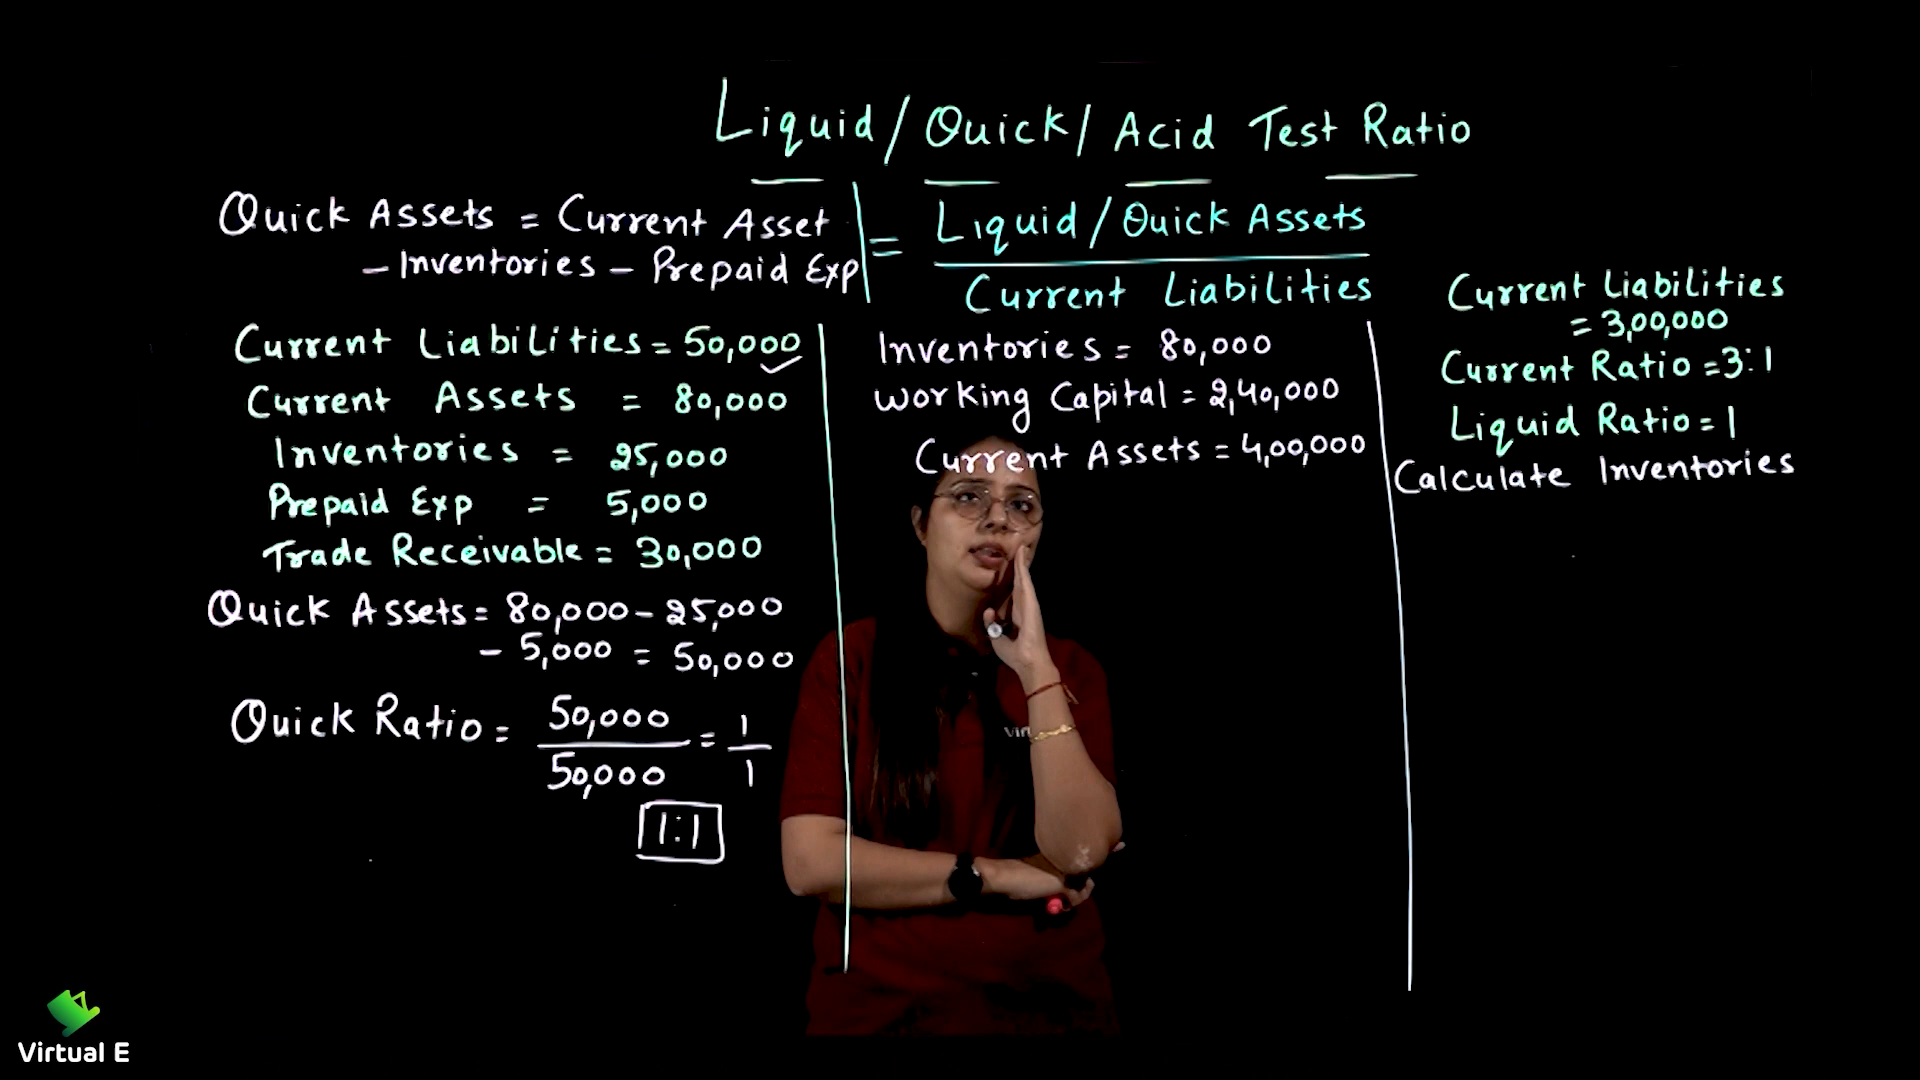 Liquid/Quick/Acid Test Ratio
Quick Assets = Current Asset
- Inventories - Prepaid Exp
= Liquid/Quick Assets
Current Liabilities
Current Liabilities = 50,000
Current Assets = 80,000
Inventories = 25,000
Prepaid Exp = 5,000
Trade Receivable = 30,000
Quick Assets = 80,000 - 25,000
- 5,000 = 50,000
Quick Ratio = 50,000 / 50,000 = 1 / 1
1:1
Inventories = 80,000
Working Capital = 2,40,000
Current Assets = 4,00,000
Current Liabilities
= 3,00,000
Current Ratio = 3:1
Liquid Ratio = 1
Calculate Inventories
Virtual E